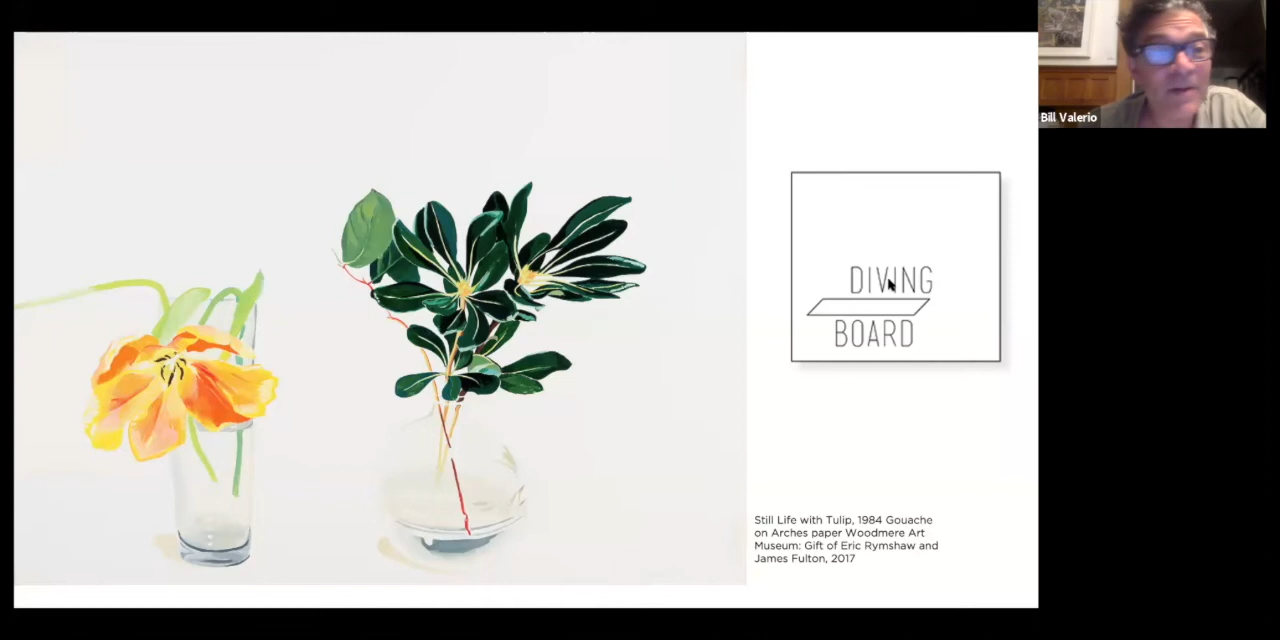 Bill Valerio
DIVING
BOARD
Still Life with Tulip, 1984 Gouache
on Arches paper Woodmere Art
Museum: Gift of Eric Rymshaw and
James Fulton, 2017